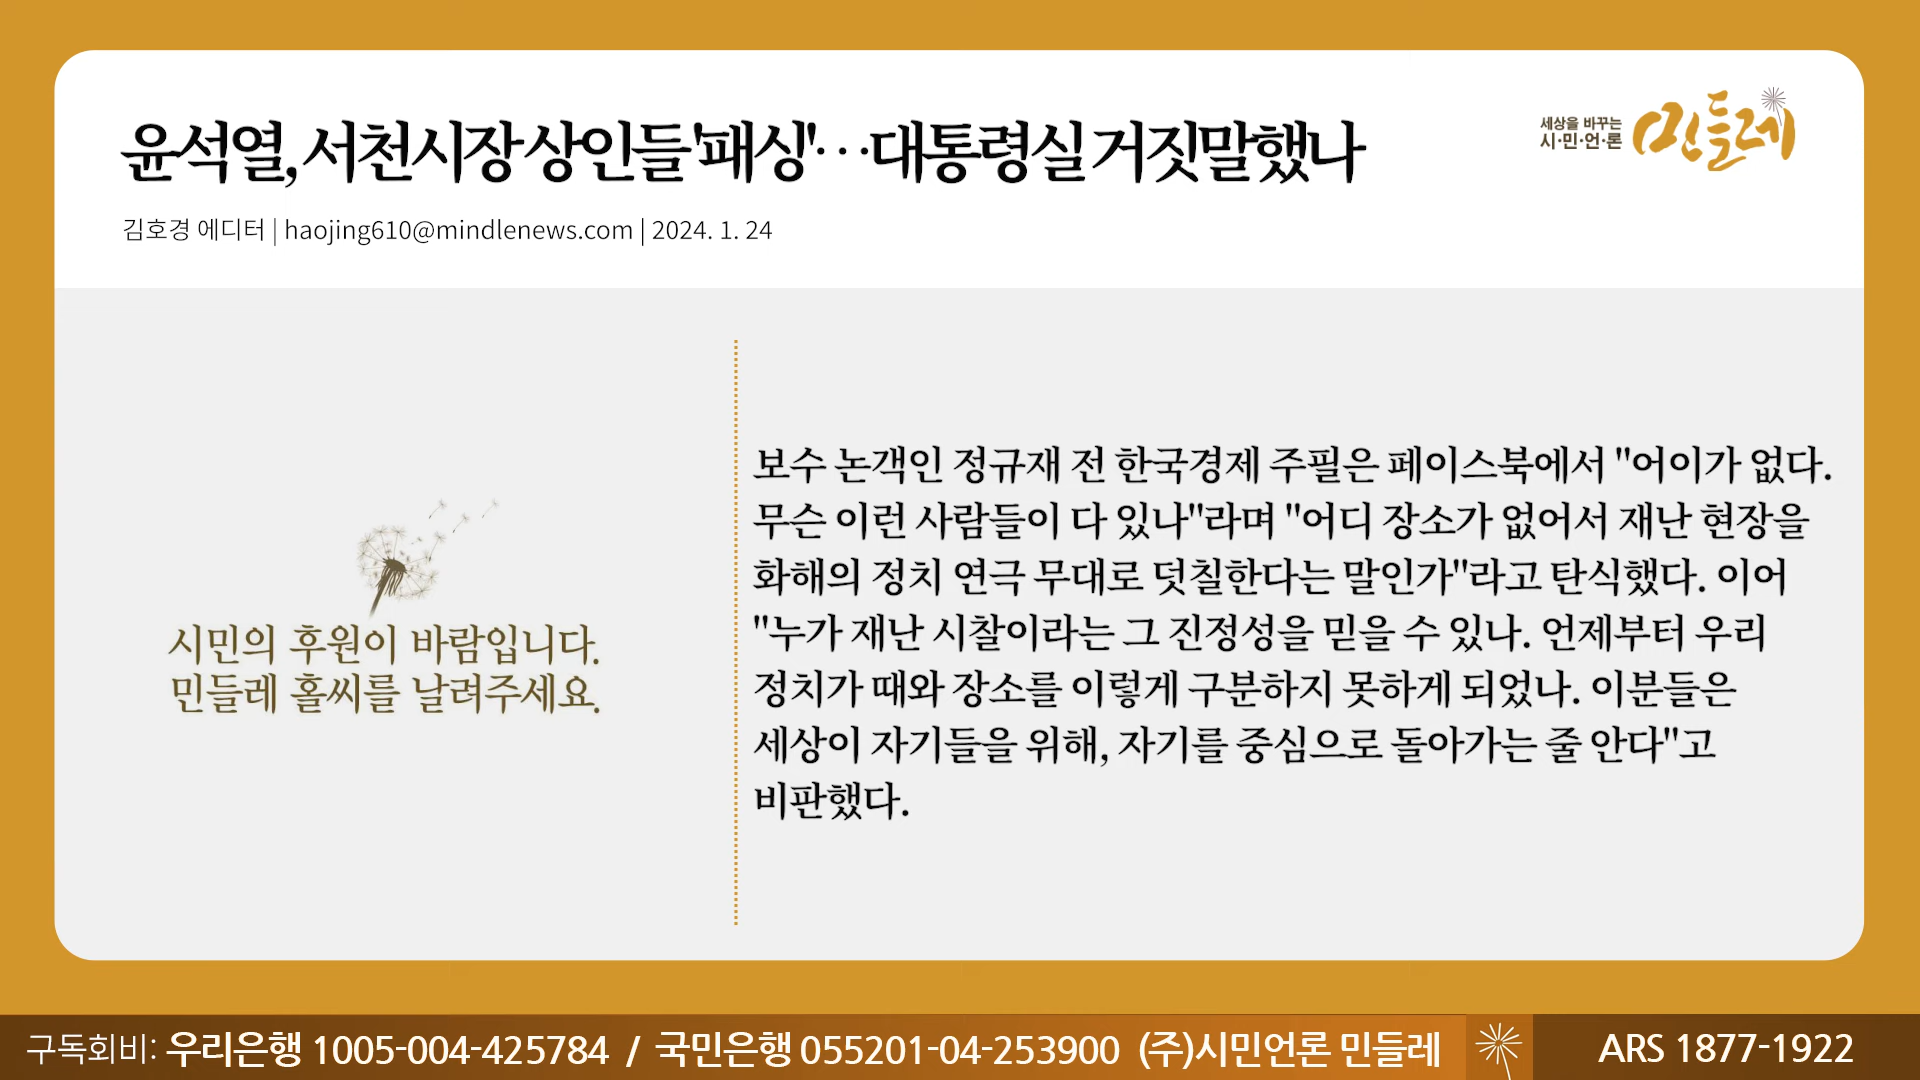 윤석열, 서천시장 상인들 '패싱'…대통령실 거짓말했나
세상을 바꾸는
시·민·언·론
민들레
김호경 에디터 | haojing610@mindlenews.com | 2024. 1. 24
보수 논객인 정규재 전 한국경제 주필은 페이스북에서 "어이가 없다.
무슨 이런 사람들이 다 있나"라며 "어디 장소가 없어서 재난 현장을
화해의 정치 연극 무대로 덧칠한다는 말인가"라고 탄식했다. 이어
"누가 재난 시찰이라는 그 진정성을 믿을 수 있나. 언제부터 우리
정치가 때와 장소를 이렇게 구분하지 못하게 되었나. 이분들은
세상이 자기들을 위해, 자기를 중심으로 돌아가는 줄 안다"고
비판했다.
시민의 후원이 바람입니다.
민들레 홀씨를 날려주세요.
구독회비: 우리은행 1005-004-425784 / 국민은행 055201-04-253900 (주)시민언론 민들레
ARS 1877-1922